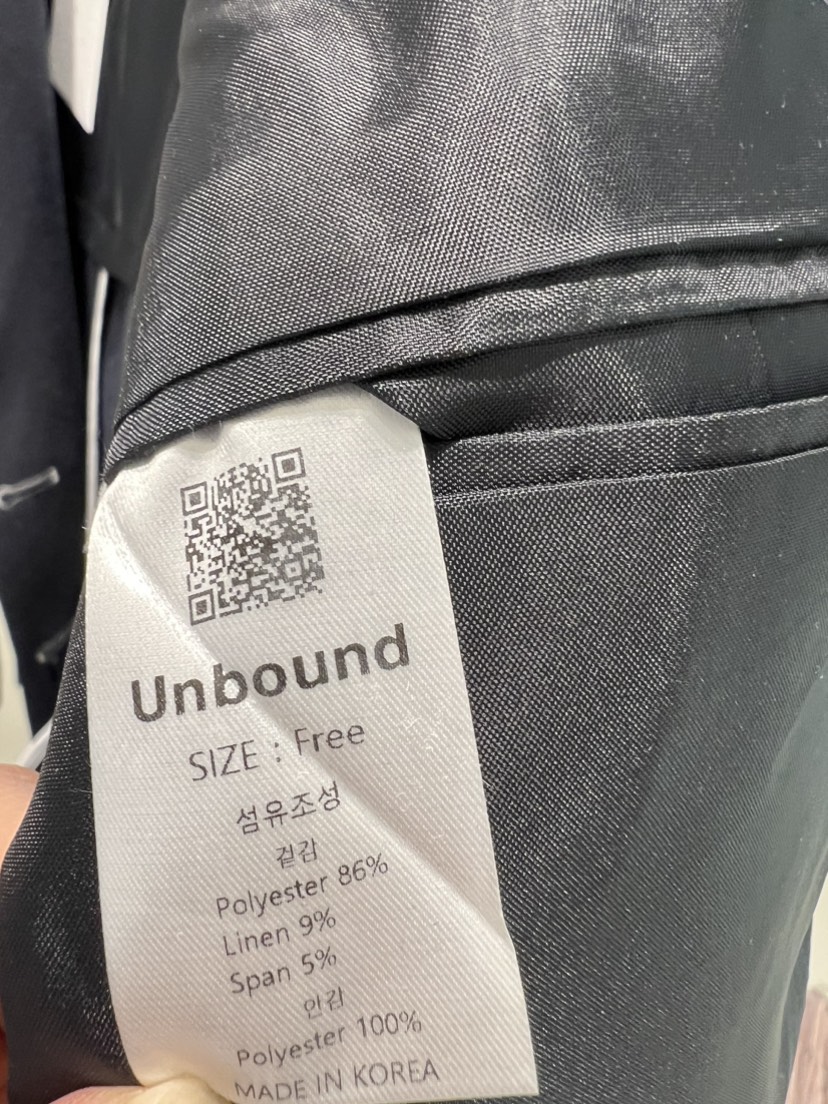 Unbound
SIZE : Free
섬유조성
겉감
Polyester 86%
Linen 9%
Span 5%
안감
Polyester 100%
MADE IN KOREA